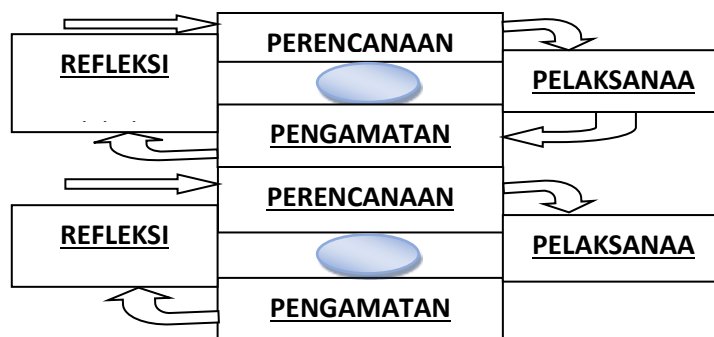 PERENCANAAN
REFLEKSI
PELAKSANAA
PENGAMATAN
PERENCANAAN
REFLEKSI
PELAKSANAA
PENGAMATAN